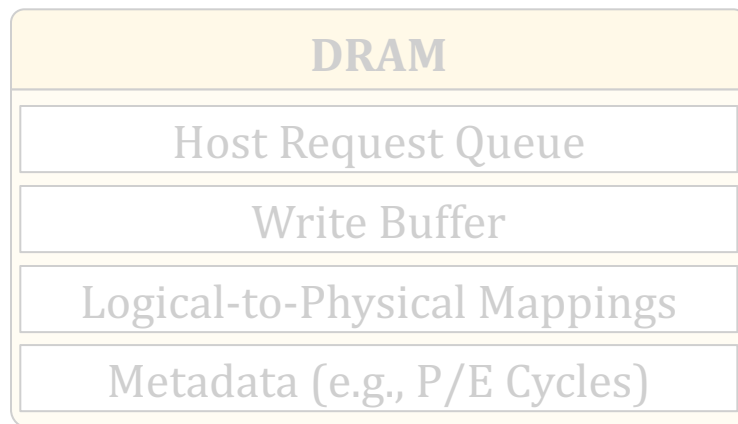 DRAM
Host Request Queue
Write Buffer
Logical-to-Physical Mappings
Metadata (e.g., P/E Cycles)